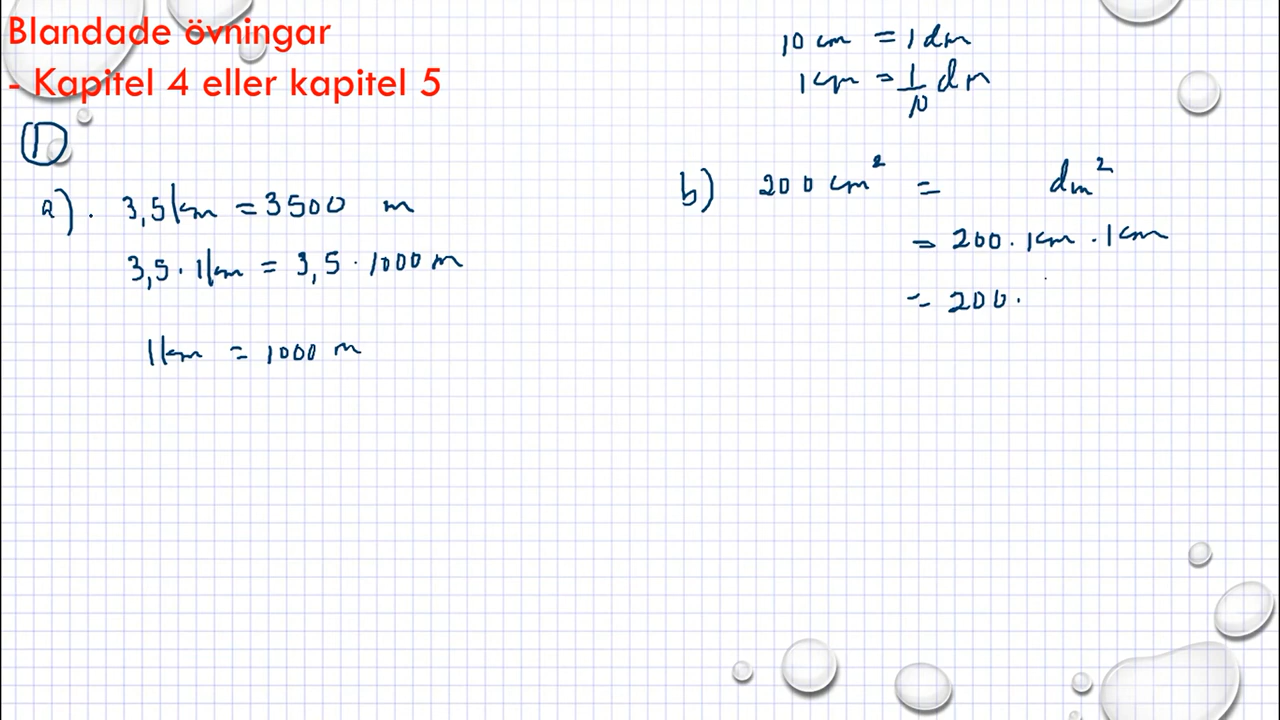 Blandade övningar
- Kapitel 4 eller kapitel 5
1
a). 3,5 km = 3500 m
3,5 · 1 km = 3,5 · 1000 m
1 km = 1000 m
10 cm = 1 dm
1 cm = 1/10 dm
b) 200 cm² = dm²
= 200 · 1 cm · 1 cm
= 200 ·